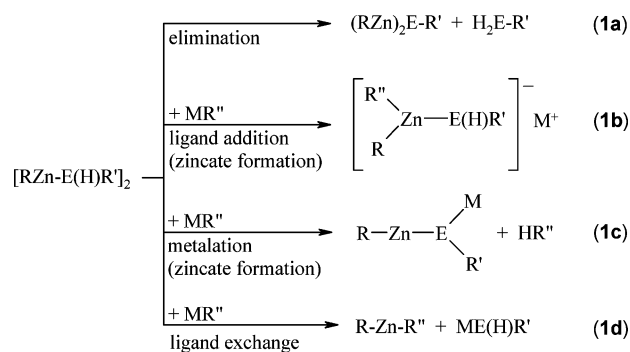 elimination
(RZn)₂E-R' + H₂E-R' (1a)
+ MR"
ligand addition
(zincate formation)
R"
Zn—E(H)R'
R
− M⁺ (1b)
[RZn-E(H)R']₂
+ MR"
metalation
(zincate formation)
M
R—Zn—E + HR" (1c)
R'
+ MR"
ligand exchange
R-Zn-R" + ME(H)R' (1d)